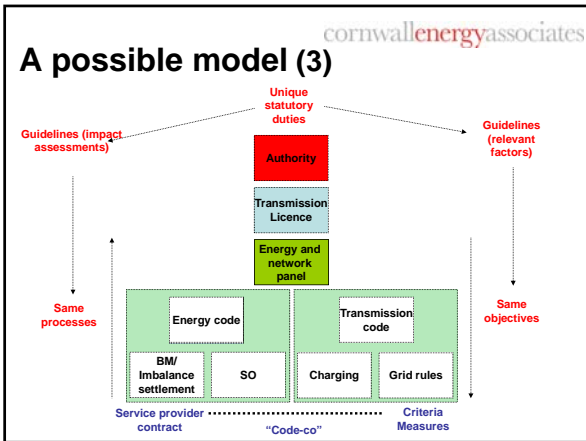 cornwallenergyassociates
A possible model (3)
Unique
statutory
duties
Guidelines (impact
assessments)
Guidelines
(relevant
factors)
Authority
Transmission
Licence
Energy and
network
panel
Same
processes
Same
objectives
Energy code
Transmission
code
BM/
Imbalance
settlement
SO
Charging
Grid rules
Service provider
contract
"Code-co"
Criteria
Measures